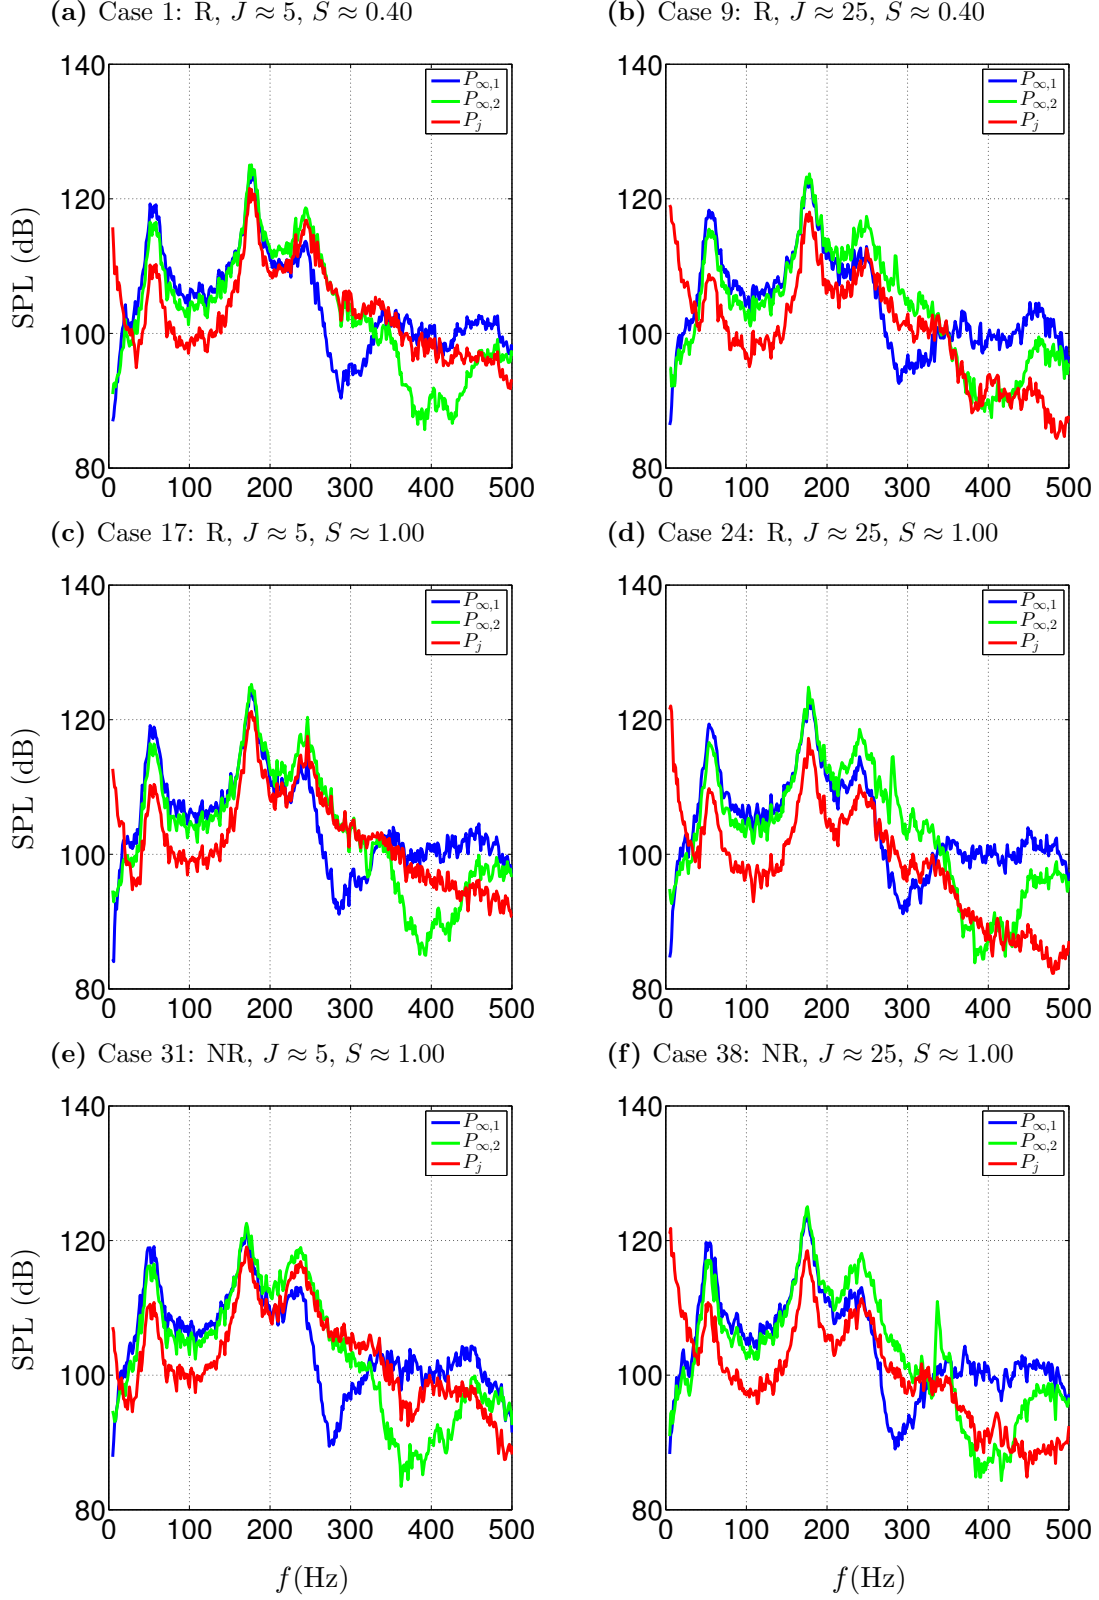 (a) Case 1: R, J ≈ 5, S ≈ 0.40
(b) Case 9: R, J ≈ 25, S ≈ 0.40
140
120
100
80
0 100 200 300 400 500
SPL (dB)
P∞,1
P∞,2
Pj
140
120
100
80
0 100 200 300 400 500
P∞,1
P∞,2
Pj
(c) Case 17: R, J ≈ 5, S ≈ 1.00
(d) Case 24: R, J ≈ 25, S ≈ 1.00
140
120
100
80
0 100 200 300 400 500
SPL (dB)
P∞,1
P∞,2
Pj
140
120
100
80
0 100 200 300 400 500
P∞,1
P∞,2
Pj
(e) Case 31: NR, J ≈ 5, S ≈ 1.00
(f) Case 38: NR, J ≈ 25, S ≈ 1.00
140
120
100
80
0 100 200 300 400 500
SPL (dB)
P∞,1
P∞,2
Pj
f(Hz)
140
120
100
80
0 100 200 300 400 500
P∞,1
P∞,2
Pj
f(Hz)